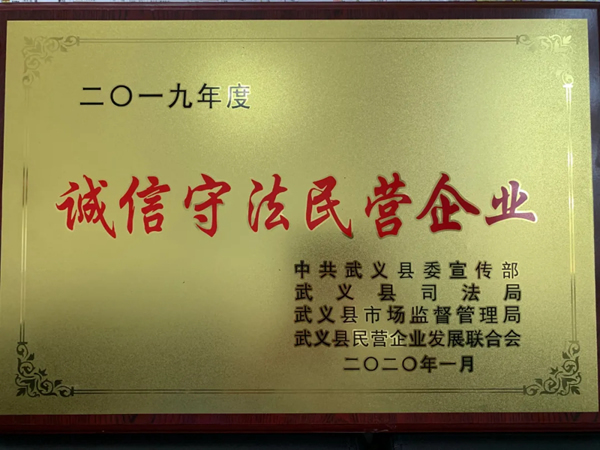 二〇一九年度
诚信守法民营企业
中共武义县委宣传部
武义县司法局
武义县市场监督管理局
武义县民营企业发展联合会
二〇二〇年一月